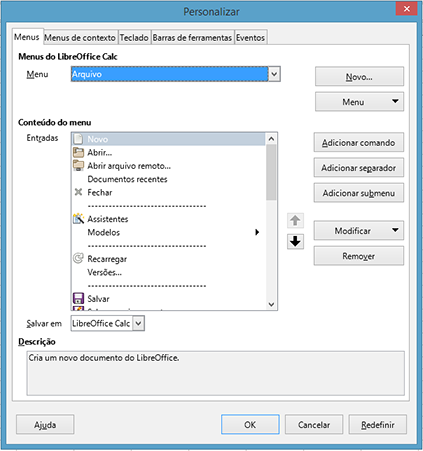 Personalizar
Menus Menus de contexto Teclado Barras de ferramentas Eventos
Menus do LibreOffice Calc
Menu Arquivo Novo...
Menu
Conteúdo do menu
Entradas Novo Adicionar comando
Abrir...
Abrir arquivo remoto... Adicionar separador
Documentos recentes
Fechar Adicionar submenu
----------------------------------
Assistentes
Modelos Modificar
----------------------------------
Recarregar Remover
Versões...
----------------------------------
Salvar
Salvar em LibreOffice Calc
Descrição
Cria um novo documento do LibreOffice.
Ajuda OK Cancelar Redefinir